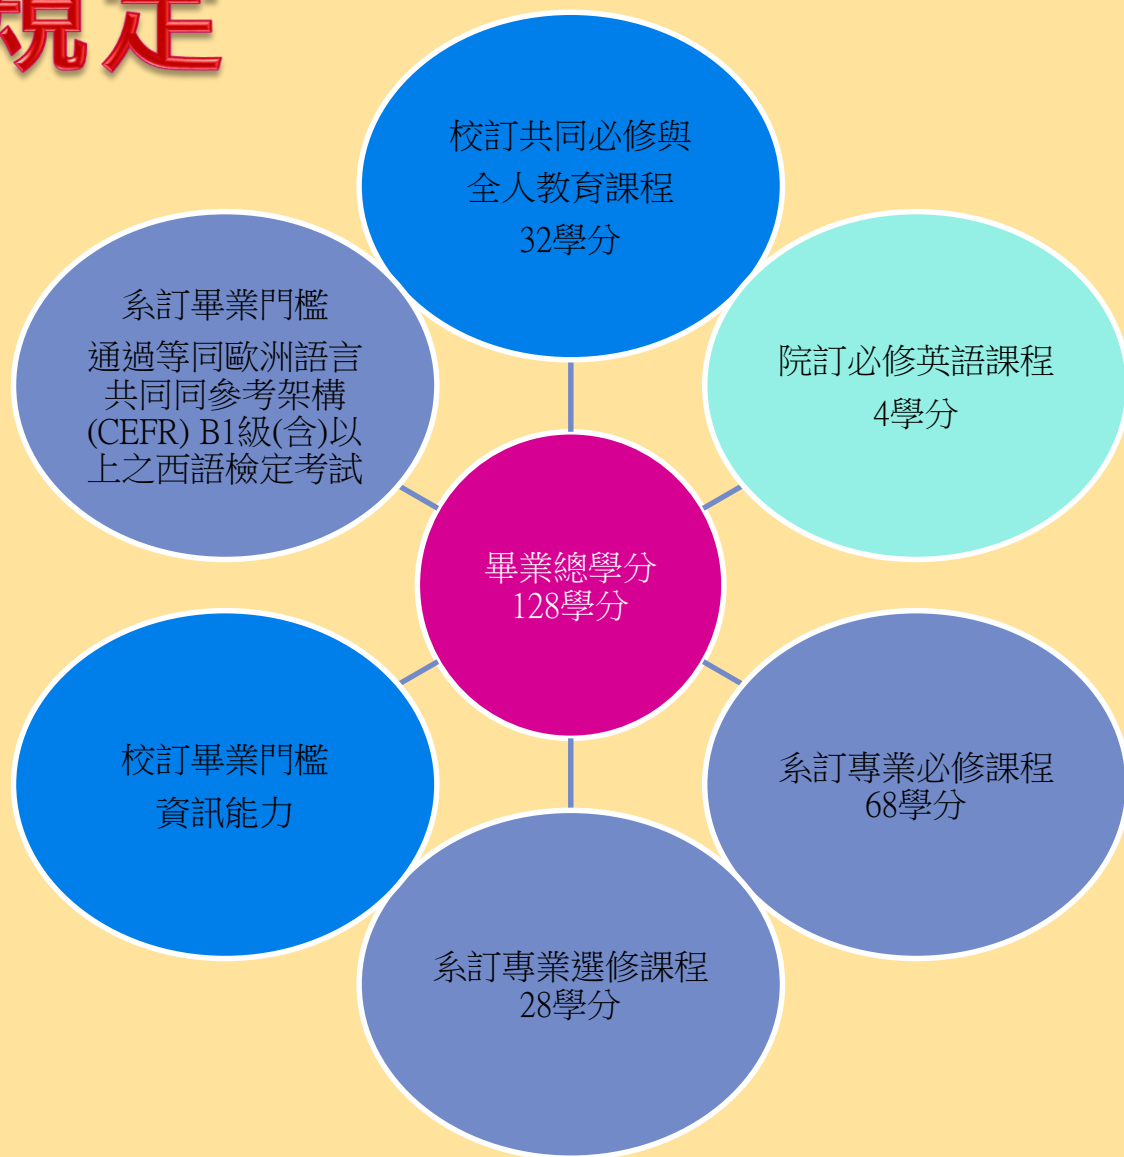 規定
校訂共同必修與
全人教育課程
32學分
院訂必修英語課程
4學分
系訂專業必修課程
68學分
系訂專業選修課程
28學分
校訂畢業門檻
資訊能力
系訂畢業門檻
通過等同歐洲語言
共同同參考架構
(CEFR) B1級(含)以
上之西語檢定考試
畢業總學分
128學分